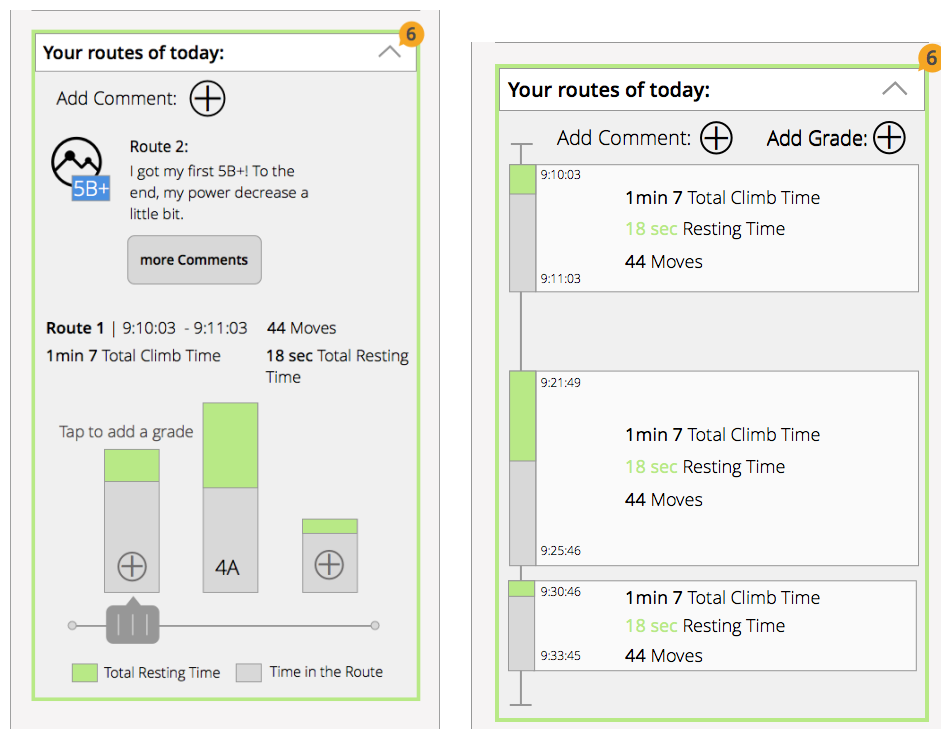 6
Your routes of today:
Add Comment:
Route 2:
I got my first 5B+! To the
end, my power decrease a
little bit.
5B+
more Comments
Route 1 | 9:10:03 - 9:11:03 44 Moves
1min 7 Total Climb Time 18 sec Total Resting
Time
Tap to add a grade
4A
Total Resting Time Time in the Route
6
Your routes of today:
Add Comment: Add Grade:
9:10:03
1min 7 Total Climb Time
18 sec Resting Time
44 Moves
9:11:03
9:21:49
1min 7 Total Climb Time
18 sec Resting Time
44 Moves
9:25:46
9:30:46
1min 7 Total Climb Time
18 sec Resting Time
44 Moves
9:33:45